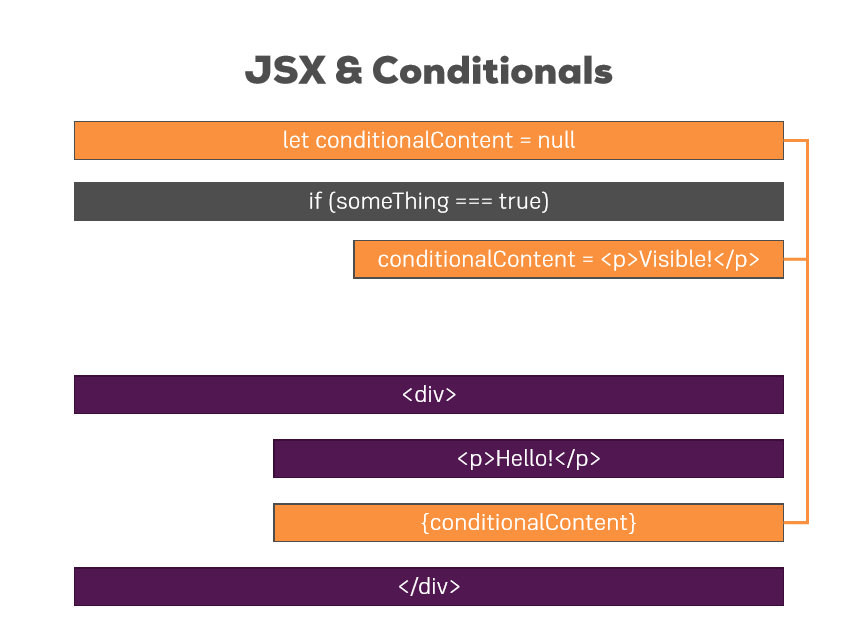 JSX & Conditionals
let conditionalContent = null
if (someThing === true)
conditionalContent = <p>Visible!</p>
<div>
<p>Hello!</p>
{conditionalContent}
</div>